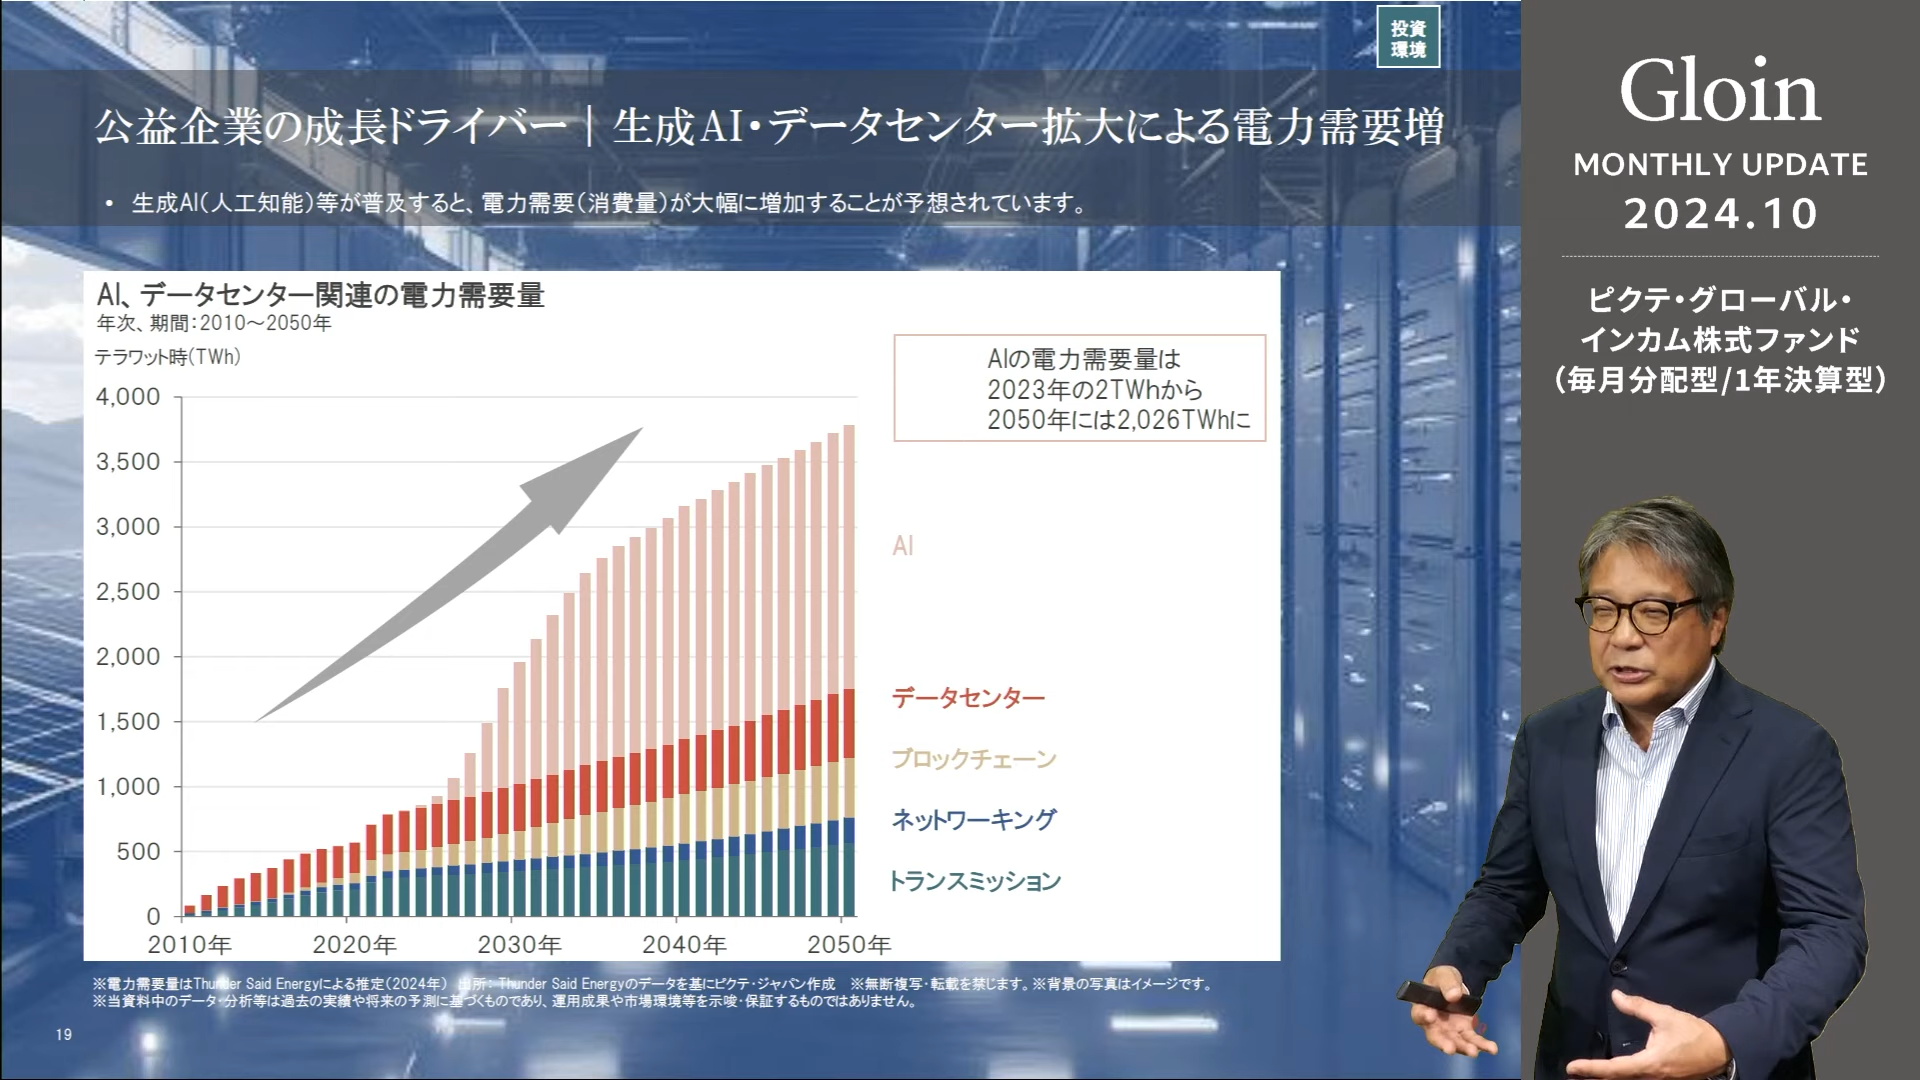 投資
環境
公益企業の成長ドライバー｜生成AI・データセンター拡大による電力需要増
• 生成AI（人工知能）等が普及すると、電力需要（消費量）が大幅に増加することが予想されています。
AI、データセンター関連の電力需要量
年次、期間：2010～2050年
テラワット時(TWh)
4,000
3,500
3,000
2,500
2,000
1,500
1,000
500
0
2010年 2020年 2030年 2040年 2050年
AIの電力需要量は
2023年の2TWhから
2050年には2,026TWhに
AI
データセンター
ブロックチェーン
ネットワーキング
トランスミッション
※電力需要量はThunder Said Energyによる推定（2024年） 出所：Thunder Said Energyのデータを基にピクテ・ジャパン作成 ※無断複写・転載を禁じます。※背景の写真はイメージです。
※当資料中のデータ・分析等は過去の実績や将来の予測に基づくものであり、運用成果や市場環境等を示唆・保証するものではありません。
19
Gloin
MONTHLY UPDATE
2024.10
ピクテ・グローバル・
インカム株式ファンド
（毎月分配型/1年決算型）